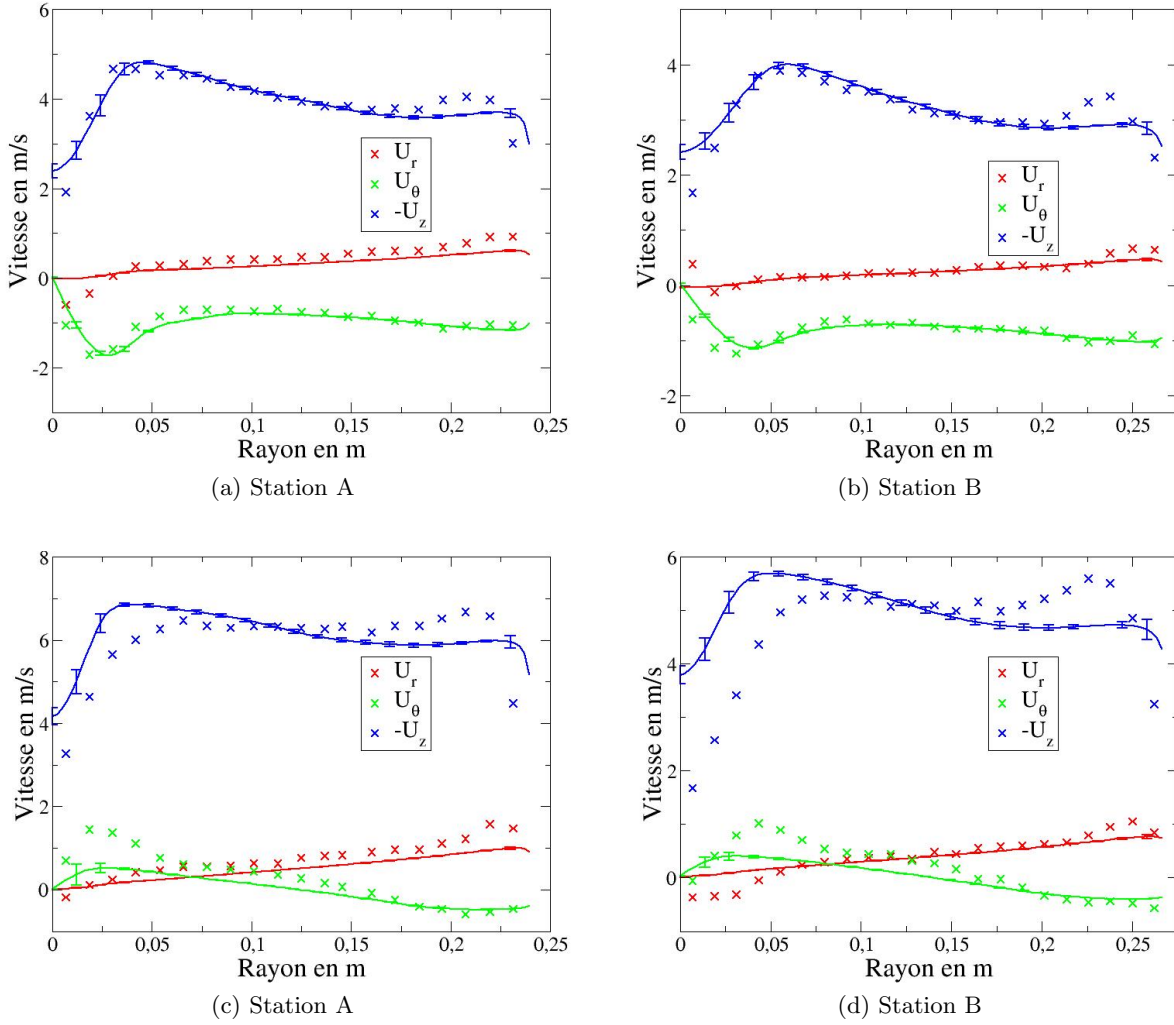 6
4
2
0
-2
Vitesse en m/s
U_r
U_θ
-U_z
0
0,05
0,1
0,15
0,2
0,25
Rayon en m
(a) Station A
4
2
0
-2
Vitesse en m/s
U_r
U_θ
-U_z
0
0,05
0,1
0,15
0,2
0,25
Rayon en m
(b) Station B
8
6
4
2
0
Vitesse en m/s
U_r
U_θ
-U_z
0
0,05
0,1
0,15
0,2
0,25
Rayon en m
(c) Station A
6
4
2
0
Vitesse en m/s
U_r
U_θ
-U_z
0
0,05
0,1
0,15
0,2
0,25
Rayon en m
(d) Station B